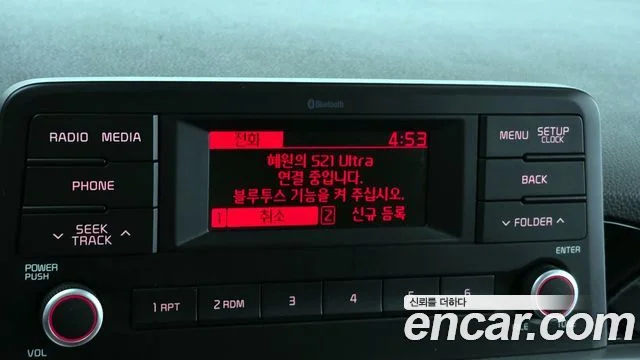 Bluetooth
RADIO MEDIA
전화 4:53
MENU SETUP
CLOCK
혜원의 S21 Ultra
연결 중입니다.
블루투스 기능을 켜 주십시오.
1 취소 2 신규 등록
PHONE
BACK
SEEK
TRACK
FOLDER
POWER
PUSH
ENTER
1 RPT 2 RDM 3 4 5 6
VOL
신뢰를 더하다
encar.com